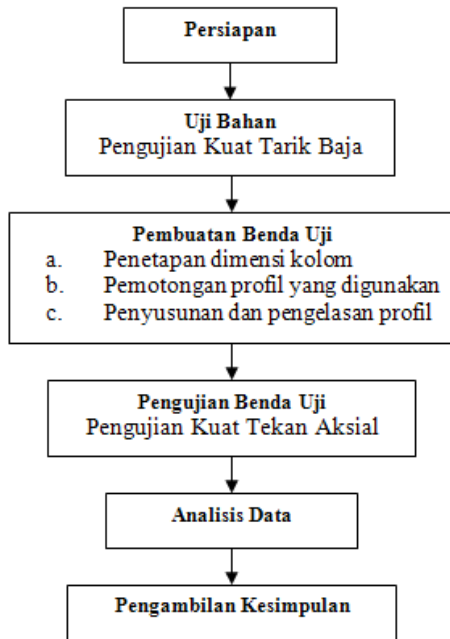 Persiapan
Uji Bahan
Pengujian Kuat Tarik Baja
Pembuatan Benda Uji
a. Penetapan dimensi kolom
b. Pemotongan profil yang digunakan
c. Penyusunan dan pengelasan profil
Pengujian Benda Uji
Pengujian Kuat Tekan Aksial
Analisis Data
Pengambilan Kesimpulan